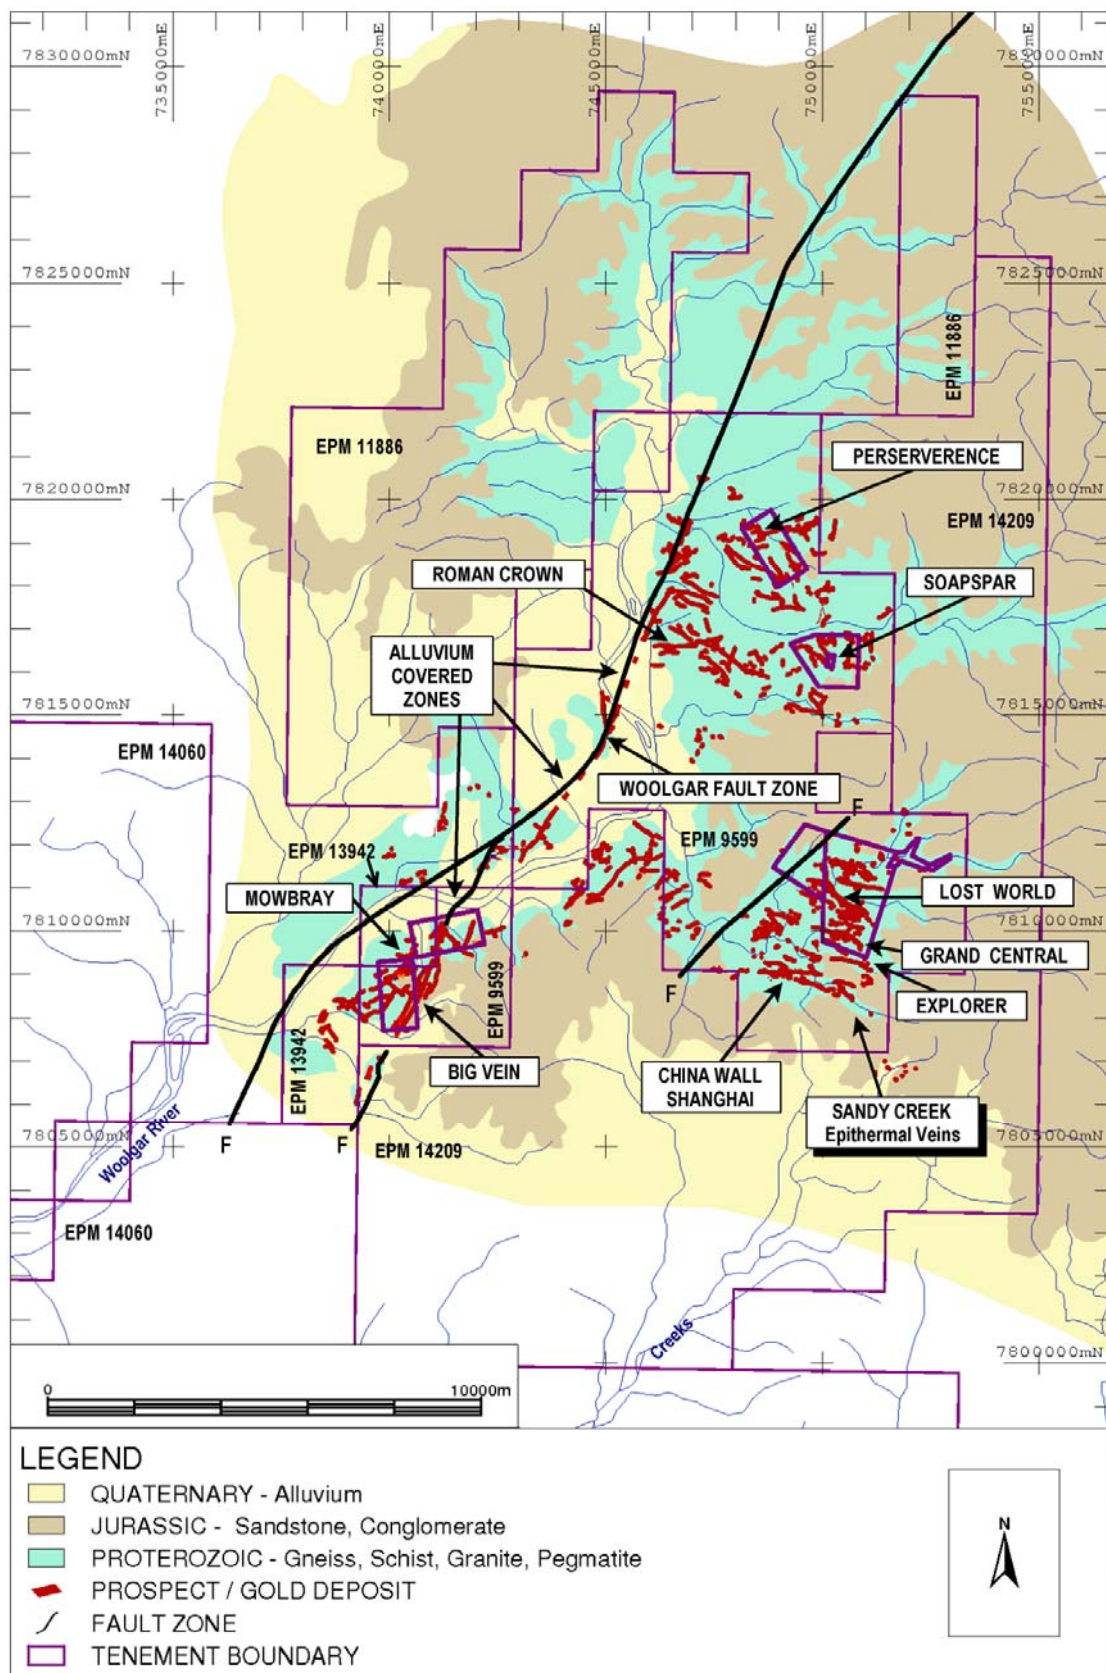 735000mE
740000mE
745000mE
750000mE
755000mE
7830000mN
7830000mN
7825000mN
7825000mN
EPM 11886
EPM 11886
PERSERVERENCE
7820000mN
7820000mN
EPM 14209
ROMAN CROWN
SOAPSPAR
ALLUVIUM
COVERED
ZONES
7815000mN
7815000mN
EPM 14060
WOOLGAR FAULT ZONE
F
EPM 9599
EPM 13942
MOWBRAY
LOST WORLD
7810000mN
7810000mN
GRAND CENTRAL
F
EPM 9599
EXPLORER
EPM 13942
BIG VEIN
CHINA WALL
SHANGHAI
SANDY CREEK
Epithermal Veins
Woolgar River
F
F
EPM 14209
7805000mN
7805000mN
EPM 14060
Creeks
7800000mN
0
10000m
LEGEND
QUATERNARY - Alluvium
JURASSIC - Sandstone, Conglomerate
PROTEROZOIC - Gneiss, Schist, Granite, Pegmatite
PROSPECT / GOLD DEPOSIT
FAULT ZONE
TENEMENT BOUNDARY
N